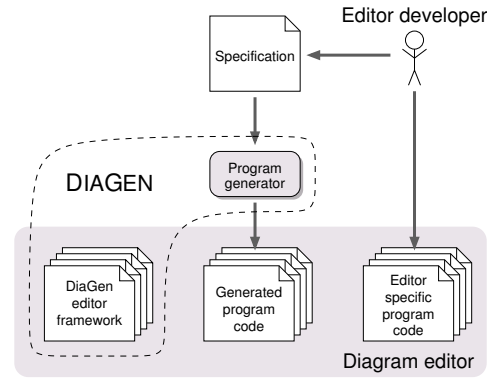 Editor developer
Specification
Program
generator
DIAGEN
DiaGen
editor
framework
Generated
program
code
Editor
specific
program
code
Diagram editor